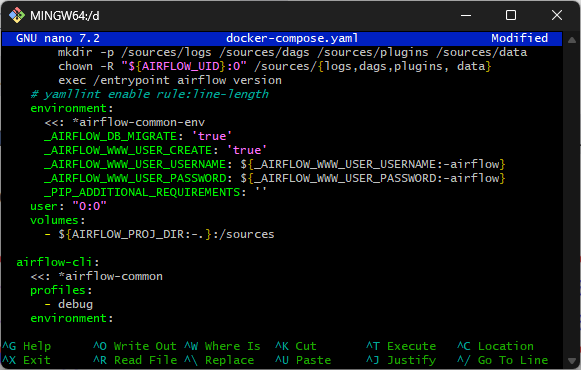 MINGW64:/d
GNU nano 7.2 docker-compose.yaml Modified
mkdir -p /sources/logs /sources/dags /sources/plugins /sources/data
chown -R "${AIRFLOW_UID}:0" /sources/{logs,dags,plugins, data}
exec /entrypoint airflow version
# yamllint enable rule:line-length
environment:
<<: *airflow-common-env
_AIRFLOW_DB_MIGRATE: 'true'
_AIRFLOW_WWW_USER_CREATE: 'true'
_AIRFLOW_WWW_USER_USERNAME: ${_AIRFLOW_WWW_USER_USERNAME:-airflow}
_AIRFLOW_WWW_USER_PASSWORD: ${_AIRFLOW_WWW_USER_PASSWORD:-airflow}
_PIP_ADDITIONAL_REQUIREMENTS: ''
user: "0:0"
volumes:
- ${AIRFLOW_PROJ_DIR:-.}:/sources
airflow-cli:
<<: *airflow-common
profiles:
- debug
environment:
^G Help ^O Write Out ^W Where Is ^K Cut ^T Execute ^C Location
^X Exit ^R Read File ^\ Replace ^U Paste ^J Justify ^/ Go To Line